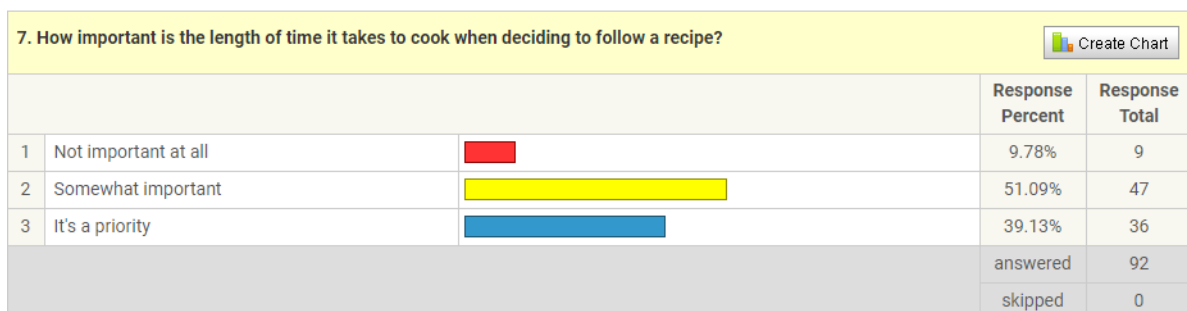 7. How important is the length of time it takes to cook when deciding to follow a recipe?
Create Chart
Response Percent
Response Total
1 Not important at all 9.78% 9
2 Somewhat important 51.09% 47
3 It's a priority 39.13% 36
answered 92
skipped 0